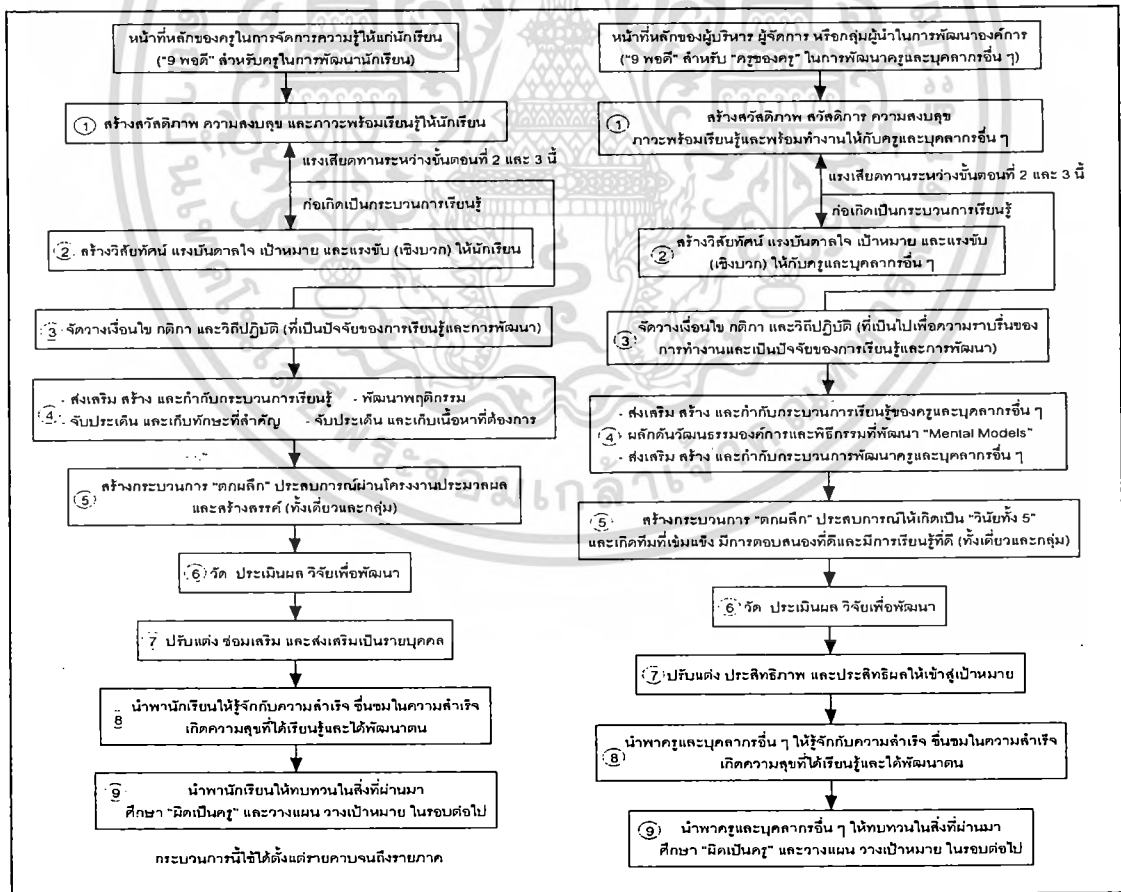 หน้าที่หลักของครูในการจัดการความรู้ให้แก่นักเรียน
("9 พอดี" สำหรับครูในการพัฒนานักเรียน)
① สร้างสวัสดิภาพ ความสงบสุข และภาวะพร้อมเรียนรู้ให้นักเรียน
แรงเสียดทานระหว่างขั้นตอนที่ 2 และ 3 นี้
ก่อเกิดเป็นกระบวนการเรียนรู้
② สร้างวิสัยทัศน์ แรงบันดาลใจ เป้าหมาย และแรงขับ (เชิงบวก) ให้นักเรียน
③ จัดวางเงื่อนไข กติกา และวิถีปฏิบัติ (ที่เป็นปัจจัยของการเรียนรู้และการพัฒนา)
④ - ส่งเสริม สร้าง และกำกับกระบวนการเรียนรู้ - พัฒนาพฤติกรรม
- จับประเด็น และเก็บทักษะที่สำคัญ - จับประเด็น และเก็บเนื้อหาที่ต้องการ
⑤ สร้างกระบวนการ "ตกผลึก" ประสบการณ์ผ่านโครงงานประมวลผล
และสร้างสรรค์ (ทั้งเดี่ยวและกลุ่ม)
⑥ วัด ประเมินผล วิจัยเพื่อพัฒนา
7 ปรับแต่ง ซ่อมเสริม และส่งเสริมเป็นรายบุคคล
8 นำพานักเรียนให้รู้จักกับความสำเร็จ ชื่นชมในความสำเร็จ
เกิดความสุขที่ได้เรียนรู้และได้พัฒนาตน
9 นำพานักเรียนให้ทบทวนในสิ่งที่ผ่านมา
ศึกษา "ผิดเป็นครู" และวางแผน วางเป้าหมาย ในรอบต่อไป
กระบวนการนี้ใช้ได้ตั้งแต่รายคาบจนถึงรายภาค
หน้าที่หลักของผู้บริหาร ผู้จัดการ หรือกลุ่มผู้นำในการพัฒนาองค์การ
("9 พอดี" สำหรับ "ครูของครู" ในการพัฒนาครูและบุคลากรอื่น ๆ)
① สร้างสวัสดิภาพ สวัสดิการ ความสงบสุข
ภาวะพร้อมเรียนรู้และพร้อมทำงานให้กับครูและบุคลากรอื่น ๆ
แรงเสียดทานระหว่างขั้นตอนที่ 2 และ 3 นี้
ก่อเกิดเป็นกระบวนการเรียนรู้
② สร้างวิสัยทัศน์ แรงบันดาลใจ เป้าหมาย และแรงขับ
(เชิงบวก) ให้กับครูและบุคลากรอื่น ๆ
③ จัดวางเงื่อนไข กติกา และวิถีปฏิบัติ (ที่เป็นไปเพื่อความราบรื่นของ
การทำงานและเป็นปัจจัยของการเรียนรู้และการพัฒนา)
- ส่งเสริม สร้าง และกำกับกระบวนการเรียนรู้ของครูและบุคลากรอื่น ๆ
④ ผลักดันวัฒนธรรมองค์การและพิธีกรรมที่พัฒนา "Mental Models"
- ส่งเสริม สร้าง และกำกับกระบวนการพัฒนาครูและบุคลากรอื่น ๆ
⑤ สร้างกระบวนการ "ตกผลึก" ประสบการณ์ให้เกิดเป็น "วินัยทั้ง 5"
และเกิดทีมที่เข้มแข็ง มีการตอบสนองที่ดีและมีการเรียนรู้ที่ดี (ทั้งเดี่ยวและกลุ่ม)
⑥ วัด ประเมินผล วิจัยเพื่อพัฒนา
⑦ ปรับแต่ง ประสิทธิภาพ และประสิทธิผลให้เข้าสู่เป้าหมาย
⑧ นำพาครูและบุคลากรอื่น ๆ ให้รู้จักกับความสำเร็จ ชื่นชมในความสำเร็จ
เกิดความสุขที่ได้เรียนรู้และได้พัฒนาตน
⑨ นำพาครูและบุคลากรอื่น ๆ ให้ทบทวนในสิ่งที่ผ่านมา
ศึกษา "ผิดเป็นครู" และวางแผน วางเป้าหมาย ในรอบต่อไป